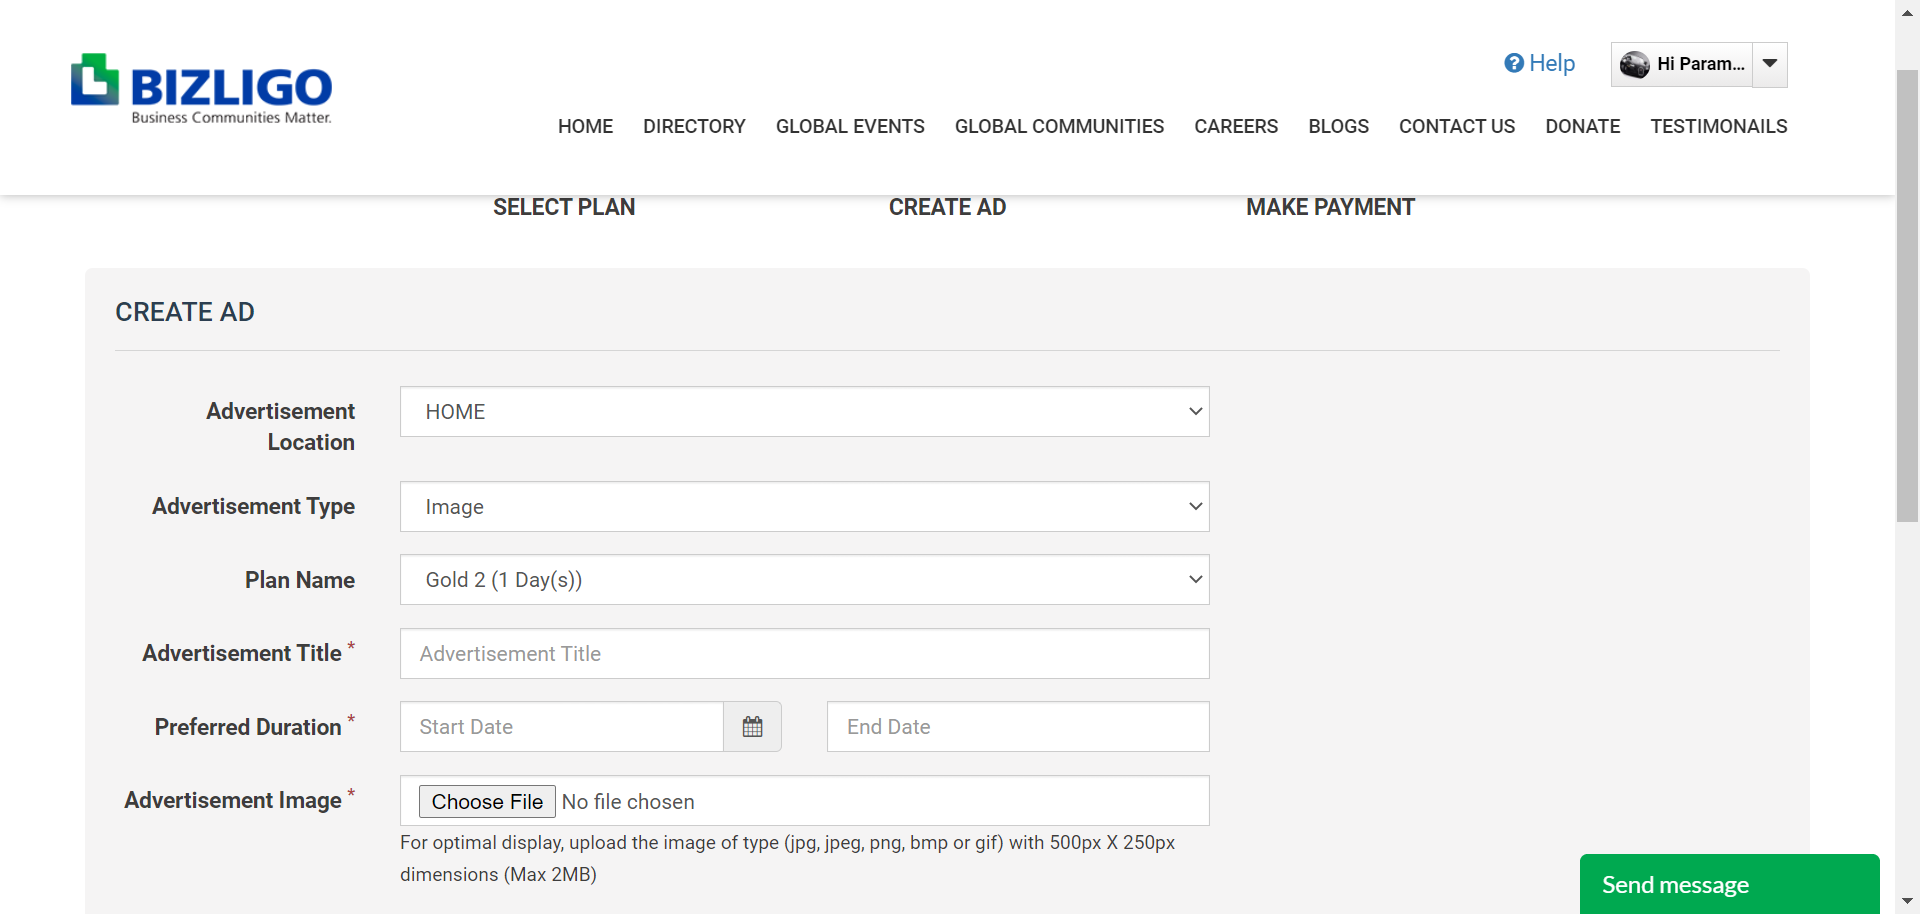 BIZLIGO
Business Communities Matter.
Help
Hi Param...
HOME DIRECTORY GLOBAL EVENTS GLOBAL COMMUNITIES CAREERS BLOGS CONTACT US DONATE TESTIMONAILS
SELECT PLAN CREATE AD MAKE PAYMENT
CREATE AD
Advertisement Location HOME
Advertisement Type Image
Plan Name Gold 2 (1 Day(s))
Advertisement Title * Advertisement Title
Preferred Duration * Start Date End Date
Advertisement Image * Choose File No file chosen
For optimal display, upload the image of type (jpg, jpeg, png, bmp or gif) with 500px X 250px
dimensions (Max 2MB)
Send message